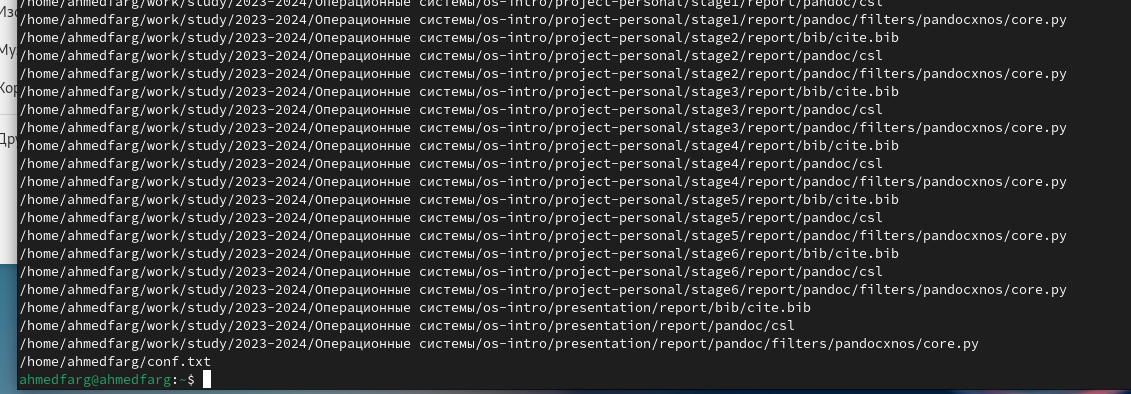 /home/ahmedfarg/work/study/2023-2024/Операционные системы/os-intro/project-personal/stage1/report/pandoc/csl
/home/ahmedfarg/work/study/2023-2024/Операционные системы/os-intro/project-personal/stage1/report/pandoc/filters/pandocxnos/core.py
/home/ahmedfarg/work/study/2023-2024/Операционные системы/os-intro/project-personal/stage2/report/bib/cite.bib
/home/ahmedfarg/work/study/2023-2024/Операционные системы/os-intro/project-personal/stage2/report/pandoc/csl
/home/ahmedfarg/work/study/2023-2024/Операционные системы/os-intro/project-personal/stage2/report/pandoc/filters/pandocxnos/core.py
/home/ahmedfarg/work/study/2023-2024/Операционные системы/os-intro/project-personal/stage3/report/bib/cite.bib
/home/ahmedfarg/work/study/2023-2024/Операционные системы/os-intro/project-personal/stage3/report/pandoc/csl
/home/ahmedfarg/work/study/2023-2024/Операционные системы/os-intro/project-personal/stage3/report/pandoc/filters/pandocxnos/core.py
/home/ahmedfarg/work/study/2023-2024/Операционные системы/os-intro/project-personal/stage4/report/bib/cite.bib
/home/ahmedfarg/work/study/2023-2024/Операционные системы/os-intro/project-personal/stage4/report/pandoc/csl
/home/ahmedfarg/work/study/2023-2024/Операционные системы/os-intro/project-personal/stage4/report/pandoc/filters/pandocxnos/core.py
/home/ahmedfarg/work/study/2023-2024/Операционные системы/os-intro/project-personal/stage5/report/bib/cite.bib
/home/ahmedfarg/work/study/2023-2024/Операционные системы/os-intro/project-personal/stage5/report/pandoc/csl
/home/ahmedfarg/work/study/2023-2024/Операционные системы/os-intro/project-personal/stage5/report/pandoc/filters/pandocxnos/core.py
/home/ahmedfarg/work/study/2023-2024/Операционные системы/os-intro/project-personal/stage6/report/bib/cite.bib
/home/ahmedfarg/work/study/2023-2024/Операционные системы/os-intro/project-personal/stage6/report/pandoc/csl
/home/ahmedfarg/work/study/2023-2024/Операционные системы/os-intro/project-personal/stage6/report/pandoc/filters/pandocxnos/core.py
/home/ahmedfarg/work/study/2023-2024/Операционные системы/os-intro/presentation/report/bib/cite.bib
/home/ahmedfarg/work/study/2023-2024/Операционные системы/os-intro/presentation/report/pandoc/csl
/home/ahmedfarg/work/study/2023-2024/Операционные системы/os-intro/presentation/report/pandoc/filters/pandocxnos/core.py
/home/ahmedfarg/conf.txt
ahmedfarg@ahmedfarg:~$